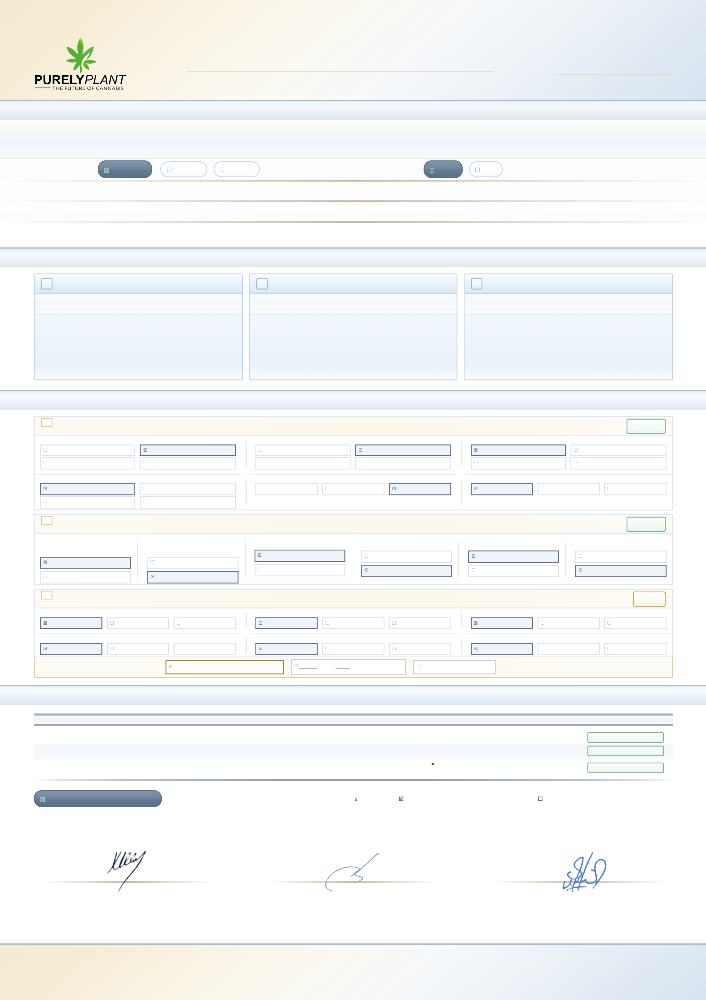 PURELYPLANT
THE FUTURE OF CANNABIS
☒ ☐ ☐ ☒ ☐
☐ ☒ ☐ ☒ ☒ ☐
☐ ☐ ☐ ☐ ☐ ☐
☒ ☐ ☐ ☐ ☒ ☒ ☐ ☐
☐ ☐
☒ ☐ ☒ ☐ ☒ ☐
☐ ☒ ☐ ☒ ☐ ☒
☒ ☐ ☐ ☒ ☐ ☐ ☒ ☐ ☐
☒ ☐ ☐ ☒ ☐ ☐ ☒ ☐ ☐
☒ ☐ ☐
≤
☒ ≤ ☒ ☐